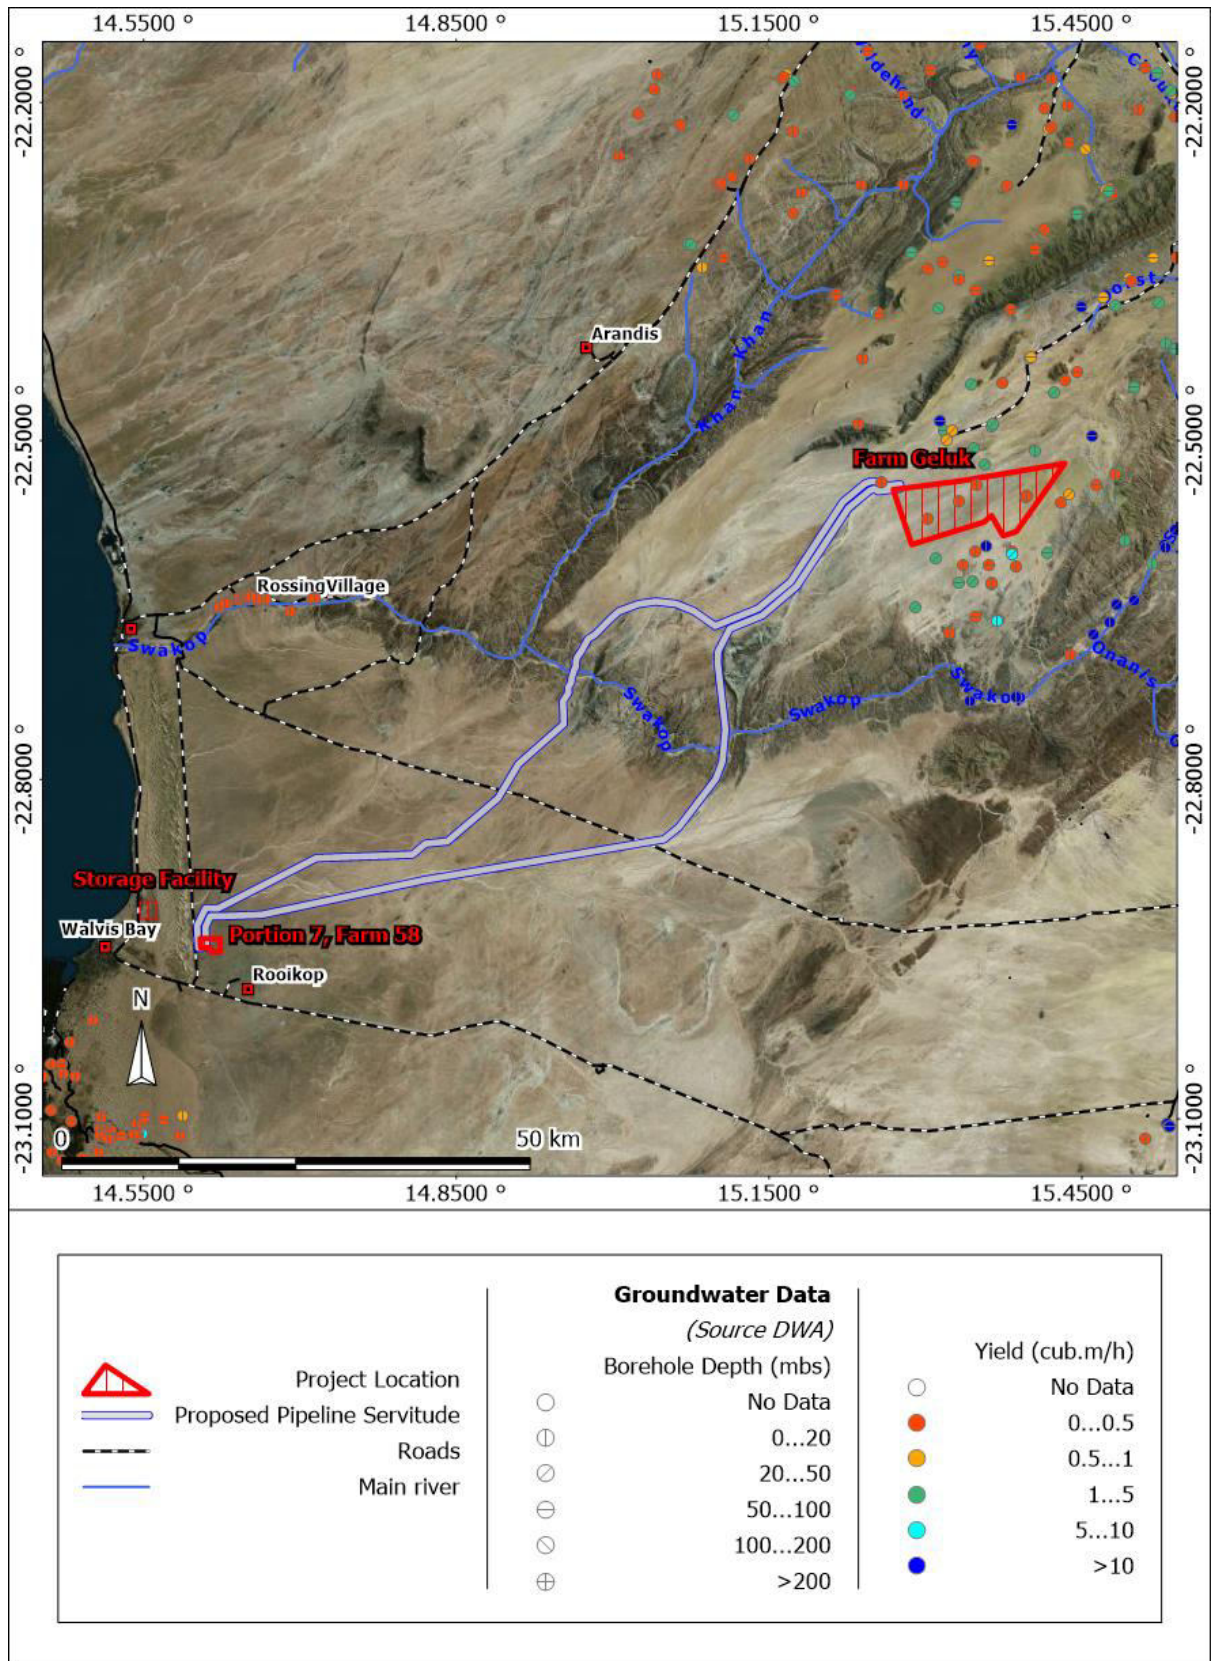 14.5500 °
14.8500 °
15.1500 °
15.4500 °
-22.2000 °
-22.2000 °
Arandis
Khan
Khan
-22.5000 °
-22.5000 °
Farm Geluk
RossingVillage
Swakop
Swakop
Swakop
Swakop
Onanis
-22.8000 °
-22.8000 °
Storage Facility
Walvis Bay
Portion 7, Farm 58
Rooikop
N
-23.1000 °
-23.1000 °
0
50 km
14.5500 °
14.8500 °
15.1500 °
15.4500 °
Project Location
Proposed Pipeline Servitude
Roads
Main river
Groundwater Data
(Source DWA)
Borehole Depth (mbs)
No Data
0...20
20...50
50...100
100...200
>200
Yield (cub.m/h)
No Data
0...0.5
0.5...1
1...5
5...10
>10